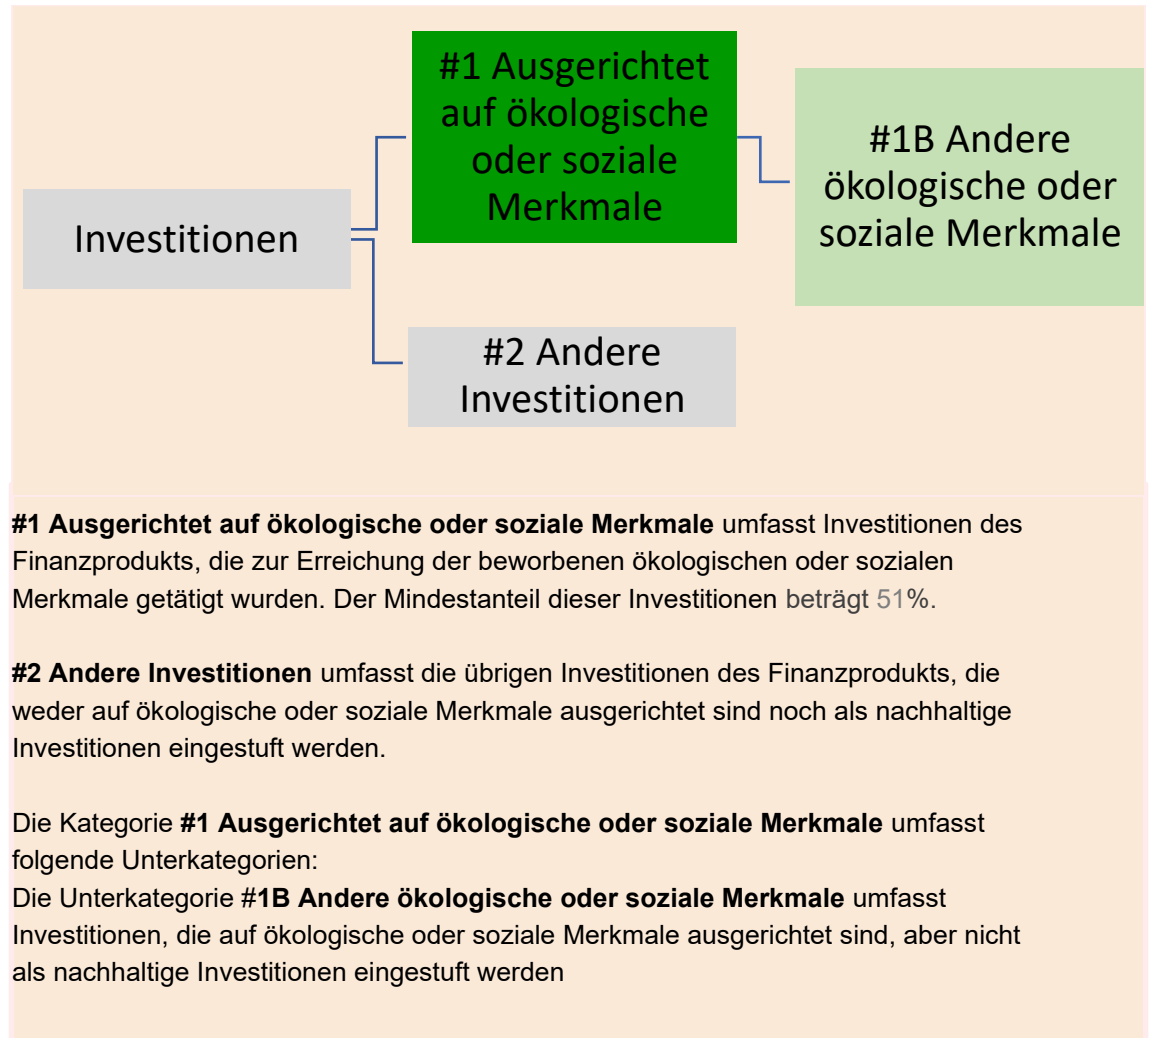 #1 Ausgerichtet
auf ökologische
oder soziale
Merkmale
#1B Andere
ökologische oder
soziale Merkmale
Investitionen
#2 Andere
Investitionen
#1 Ausgerichtet auf ökologische oder soziale Merkmale umfasst Investitionen des
Finanzprodukts, die zur Erreichung der beworbenen ökologischen oder sozialen
Merkmale getätigt wurden. Der Mindestanteil dieser Investitionen beträgt 51%.
#2 Andere Investitionen umfasst die übrigen Investitionen des Finanzprodukts, die
weder auf ökologische oder soziale Merkmale ausgerichtet sind noch als nachhaltige
Investitionen eingestuft werden.
Die Kategorie #1 Ausgerichtet auf ökologische oder soziale Merkmale umfasst
folgende Unterkategorien:
Die Unterkategorie #1B Andere ökologische oder soziale Merkmale umfasst
Investitionen, die auf ökologische oder soziale Merkmale ausgerichtet sind, aber nicht
als nachhaltige Investitionen eingestuft werden